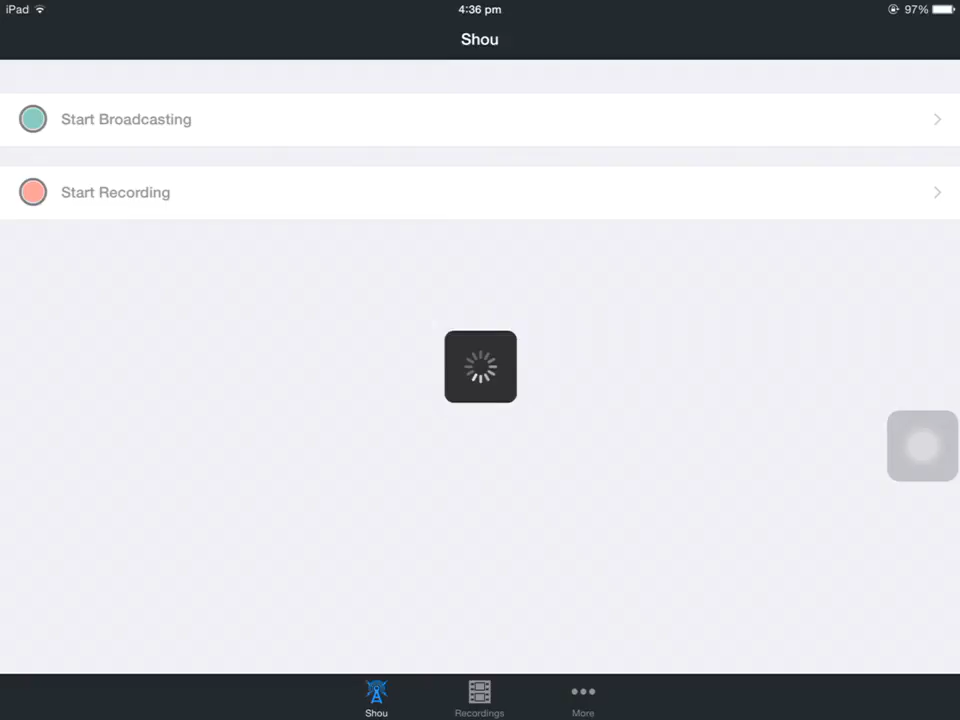 iPad 4:36 pm 97%
Shou
Start Broadcasting
Start Recording
Shou Recordings More